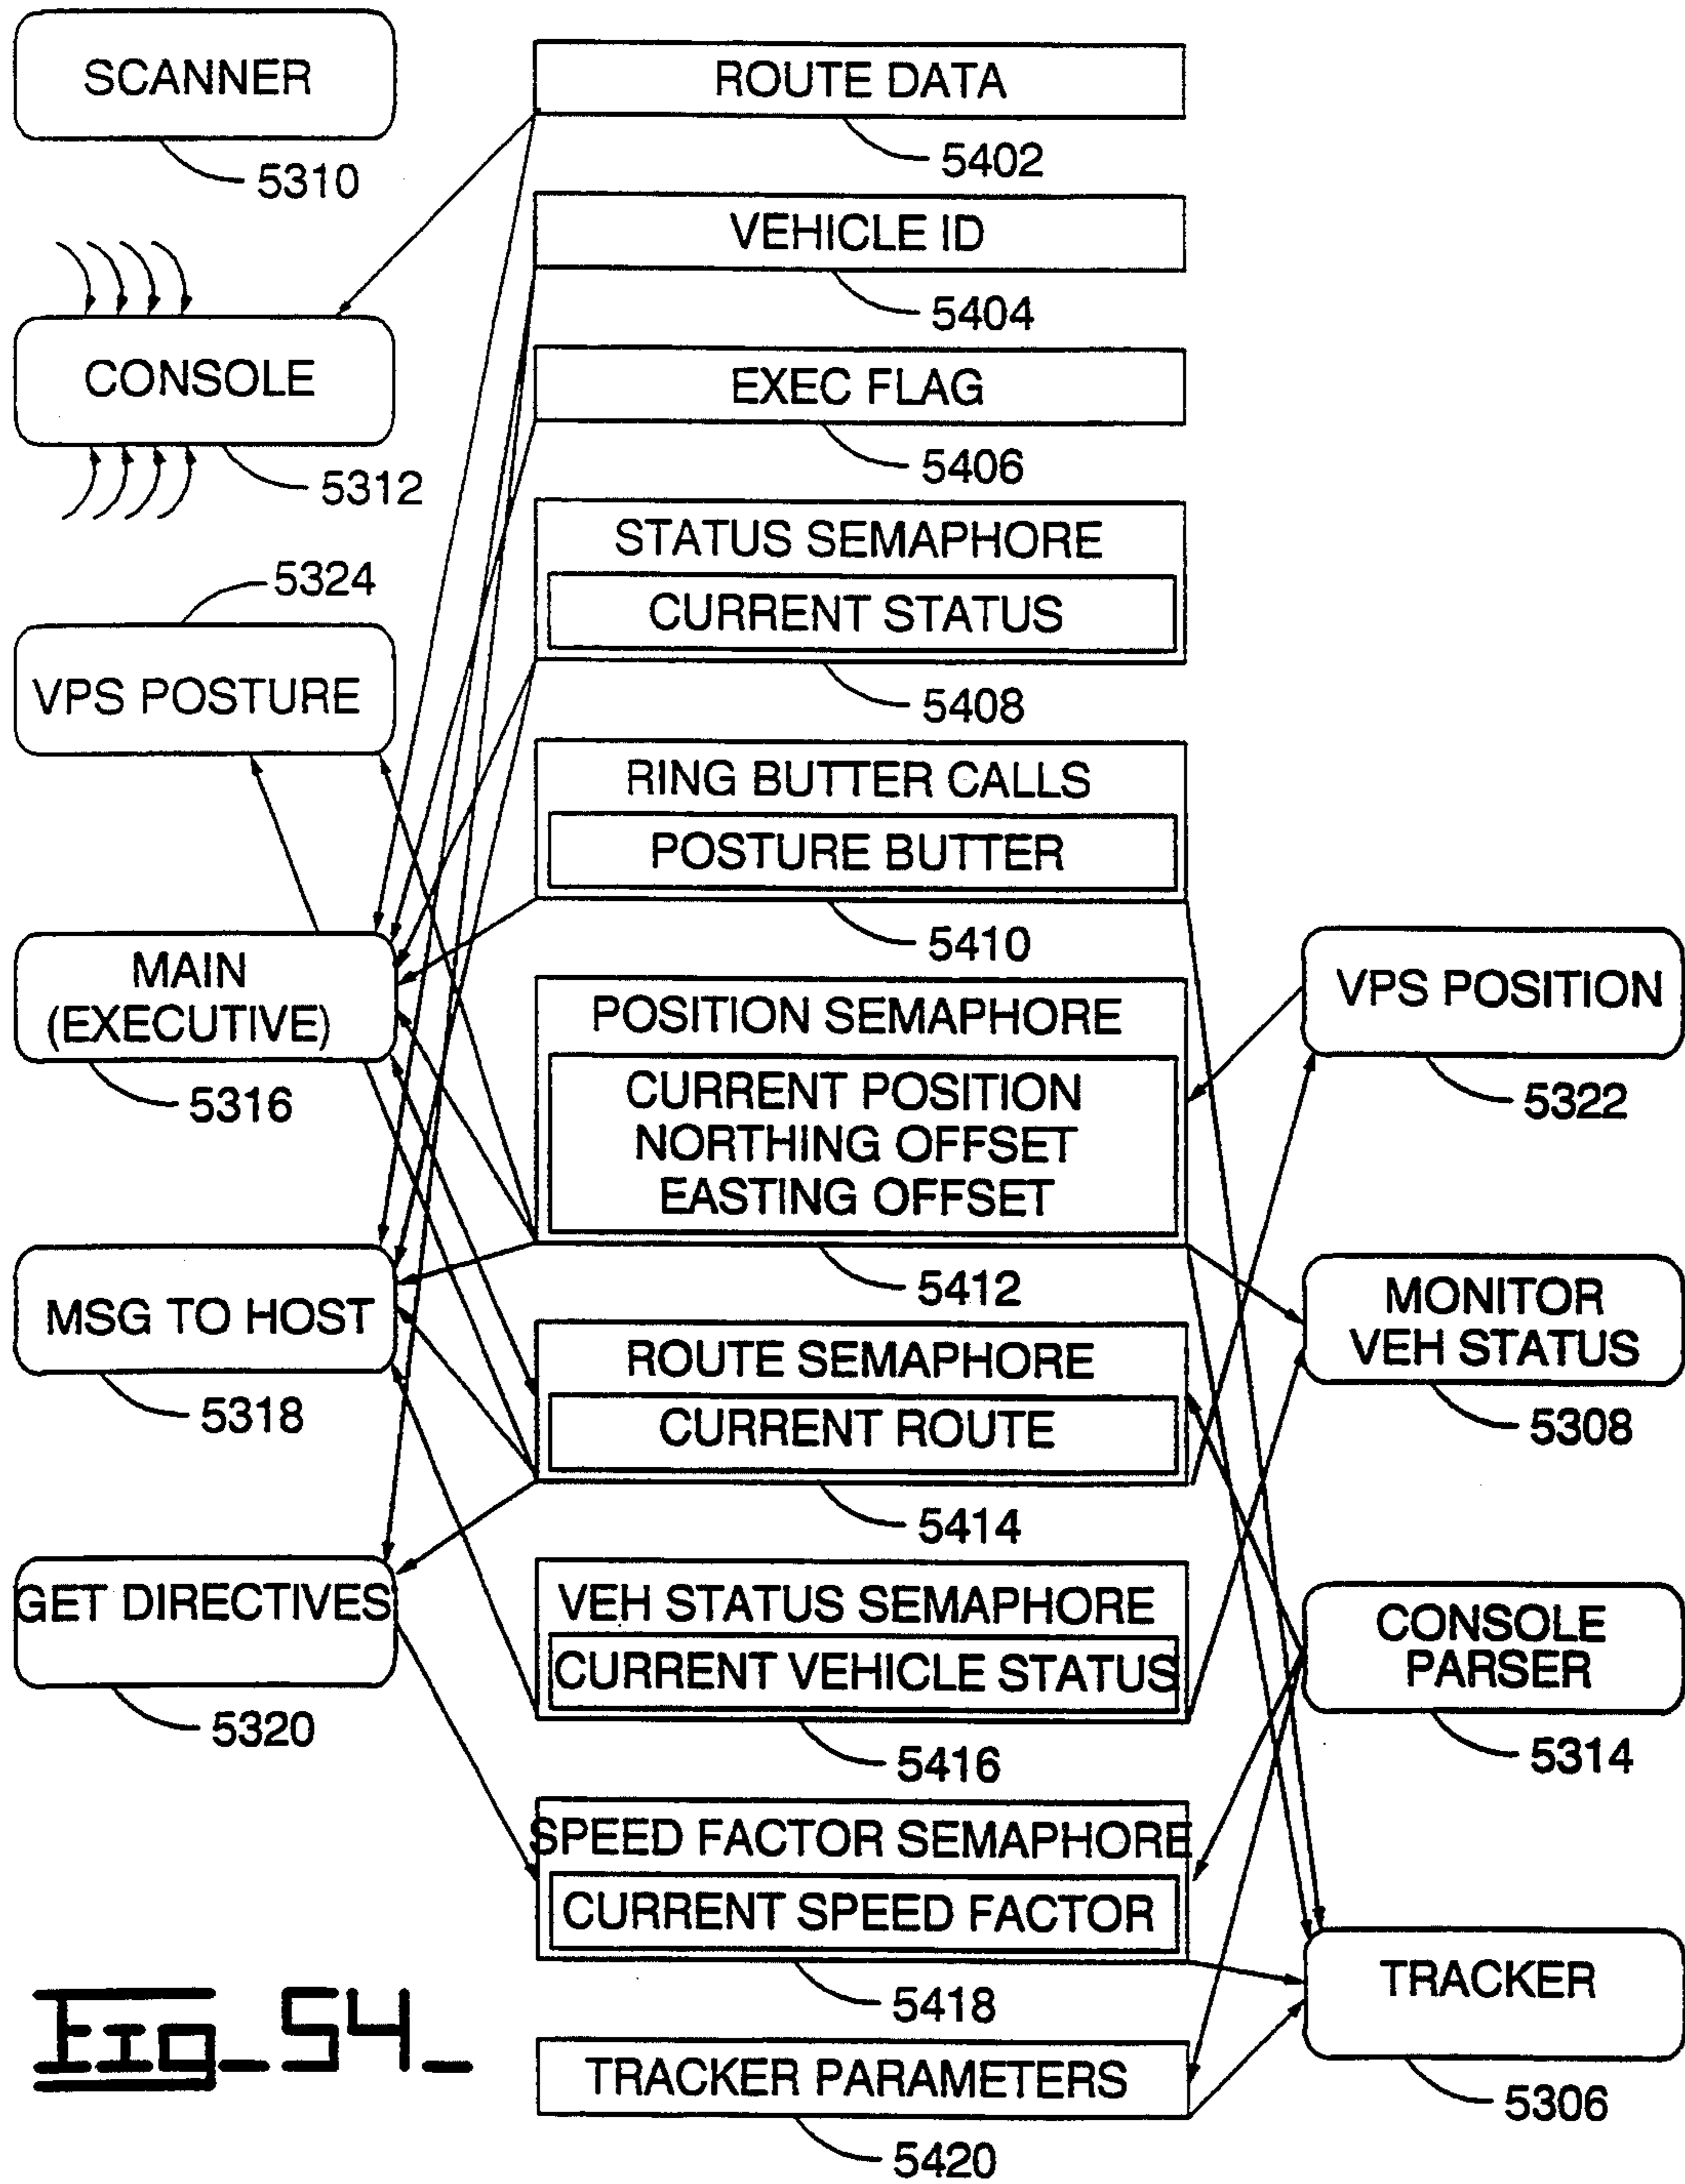 SCANNER
5310
CONSOLE
5312
5324
VPS POSTURE
MAIN
(EXECUTIVE)
5316
MSG TO HOST
5318
GET DIRECTIVES
5320
ROUTE DATA
5402
VEHICLE ID
5404
EXEC FLAG
5406
STATUS SEMAPHORE
CURRENT STATUS
5408
RING BUTTER CALLS
POSTURE BUTTER
5410
POSITION SEMAPHORE
CURRENT POSITION
NORTHING OFFSET
EASTING OFFSET
5412
ROUTE SEMAPHORE
CURRENT ROUTE
5414
VEH STATUS SEMAPHORE
CURRENT VEHICLE STATUS
5416
SPEED FACTOR SEMAPHORE
CURRENT SPEED FACTOR
5418
TRACKER PARAMETERS
5420
VPS POSITION
5322
MONITOR
VEH STATUS
5308
CONSOLE
PARSER
5314
TRACKER
5306
Fig_54_